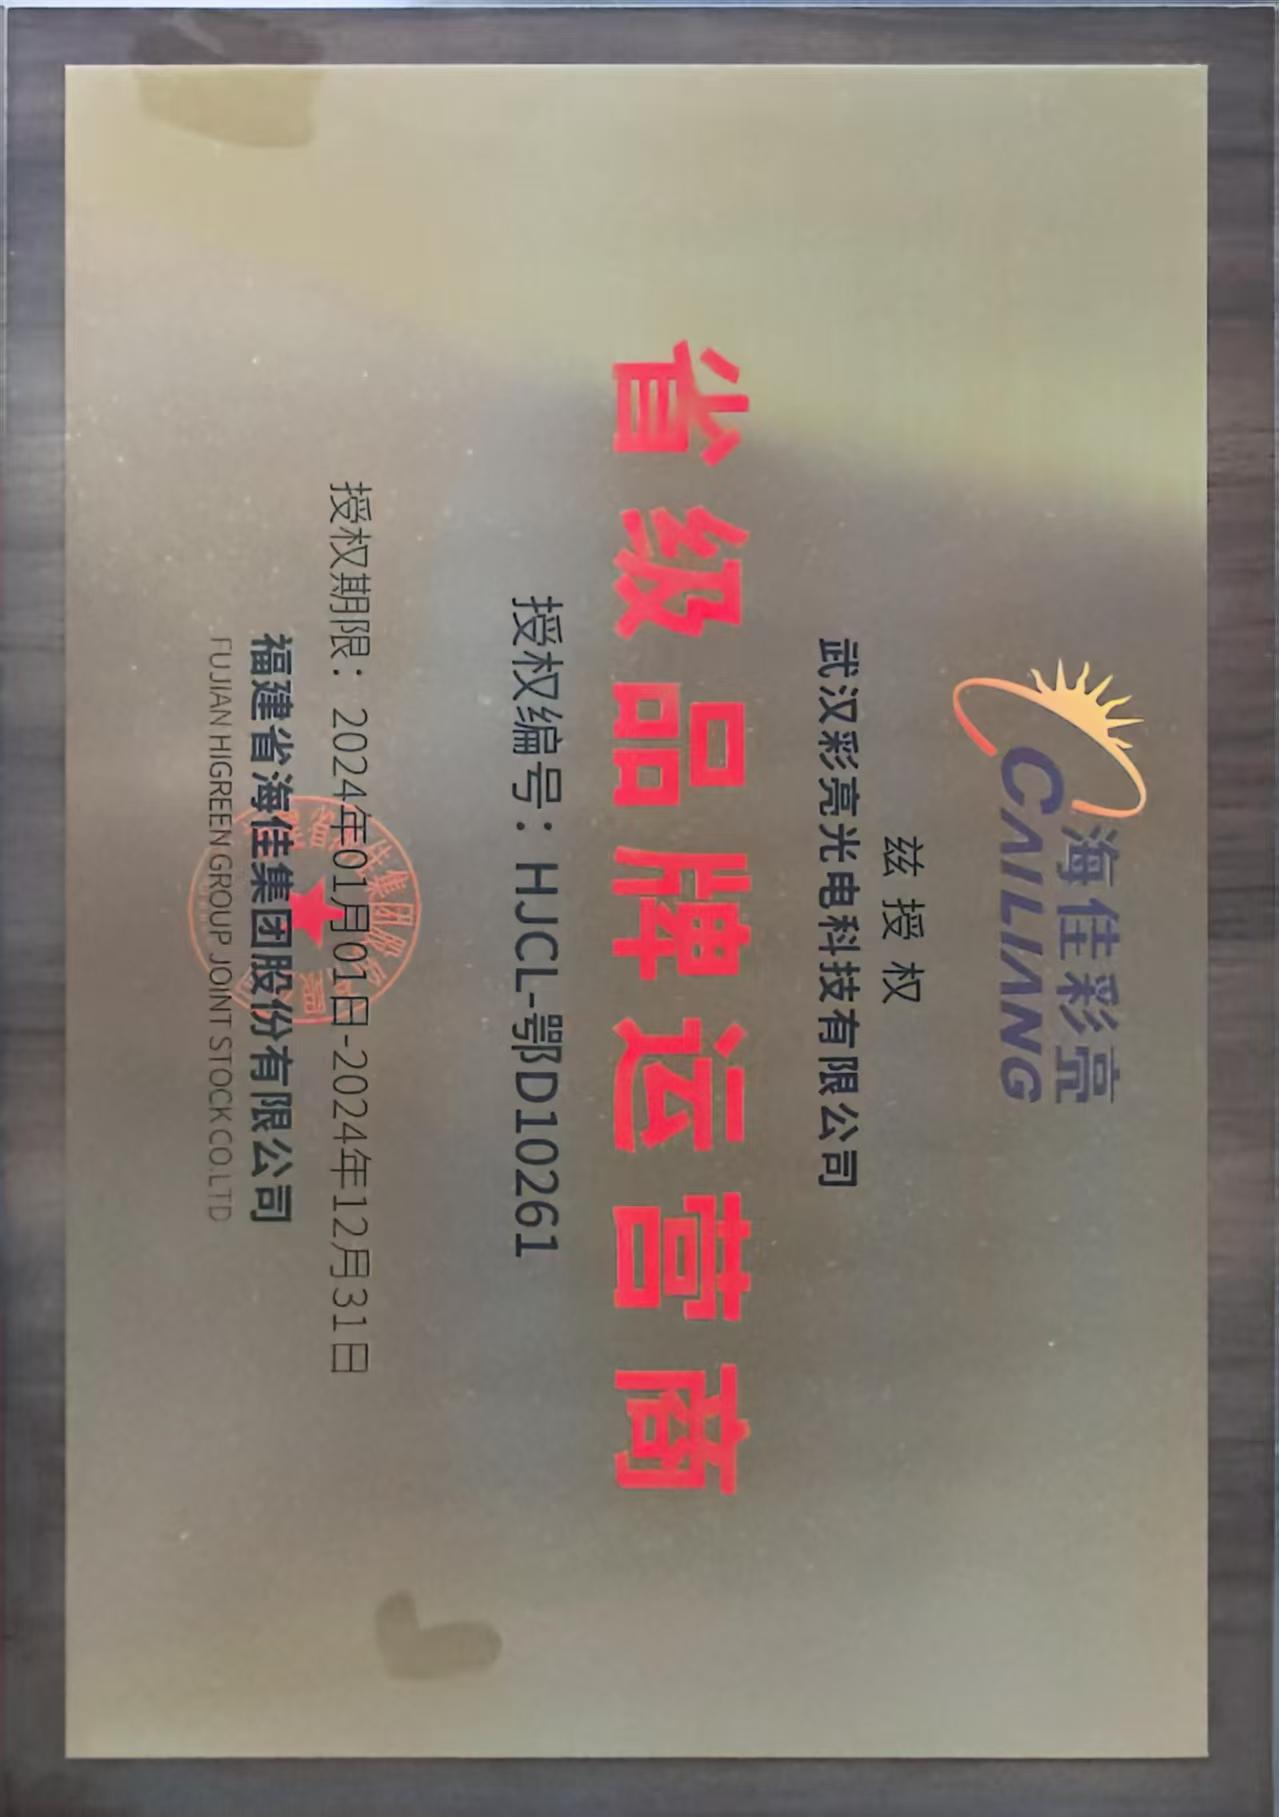 海佳彩亮
CAILIANG
兹授权
武汉彩亮光电科技有限公司
省级品牌运营商
授权编号：HJCL-鄂D10261
授权期限：2024年01月01日-2024年12月31日
福建省海佳集团股份有限公司
FUJIAN HIGREEN GROUP JOINT STOCK CO.LTD